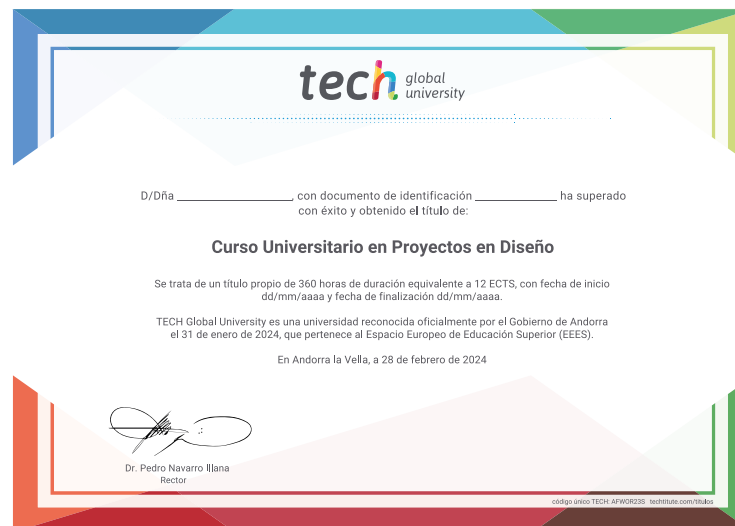 tech global
university
D/Dña ____________________, con documento de identificación ______________ ha superado
con éxito y obtenido el título de:
Curso Universitario en Proyectos en Diseño
Se trata de un título propio de 360 horas de duración equivalente a 12 ECTS, con fecha de inicio
dd/mm/aaaa y fecha de finalización dd/mm/aaaa.
TECH Global University es una universidad reconocida oficialmente por el Gobierno de Andorra
el 31 de enero de 2024, que pertenece al Espacio Europeo de Educación Superior (EEES).
En Andorra la Vella, a 28 de febrero de 2024
Dr. Pedro Navarro Illana
Rector
código único TECH: AFWOR23S techtitute.com/titulos